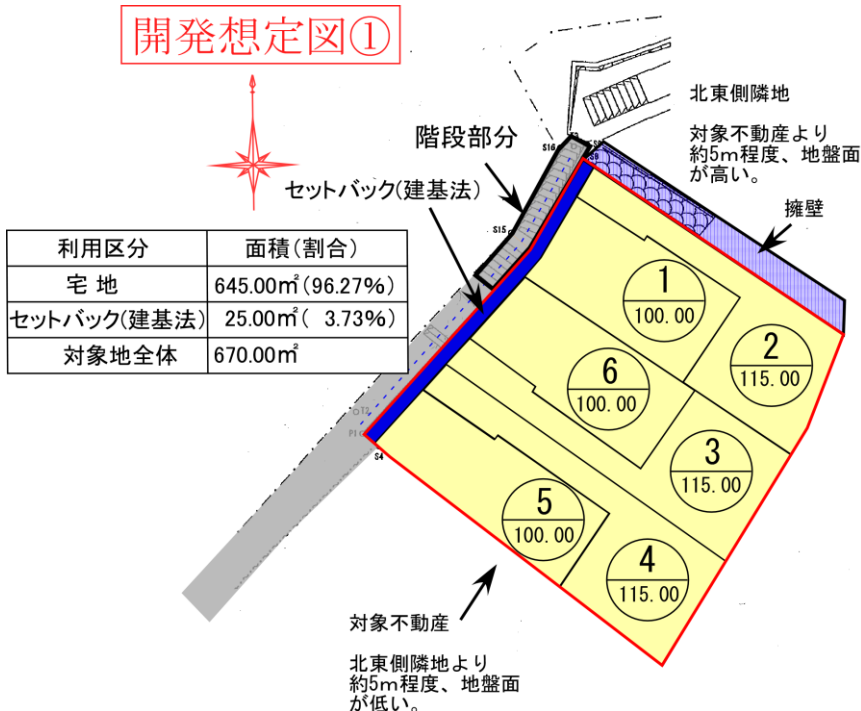 開発想定図①
北東側隣地
対象不動産より
約5m程度、地盤面
が高い。
階段部分
S16
S9
セットバック(建基法)
擁壁
S15
利用区分 面積(割合)
宅 地 645.00㎡(96.27%)
セットバック(建基法) 25.00㎡( 3.73%)
対象地全体 670.00㎡
1
100.00
2
115.00
6
100.00
T2
P1
S4
3
115.00
5
100.00
4
115.00
対象不動産
北東側隣地より
約5m程度、地盤面
が低い。